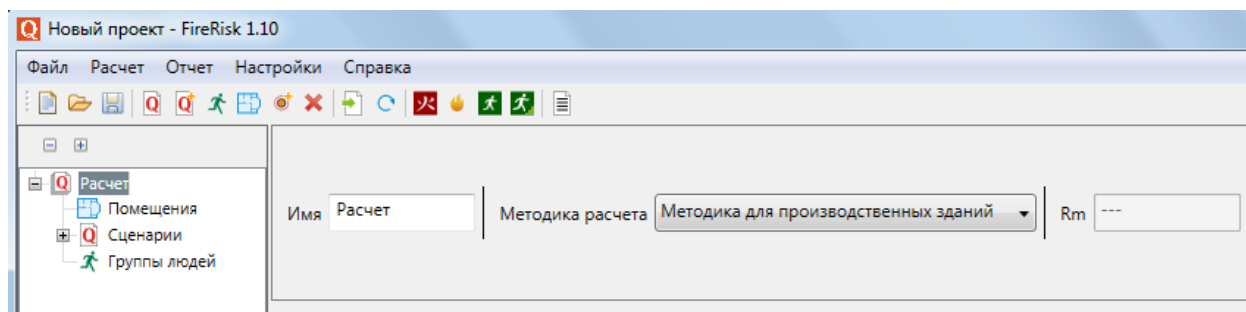 Новый проект - FireRisk 1.10
Файл Расчет Отчет Настройки Справка
Расчет
Помещения
Сценарии
Группы людей
Имя Расчет Методика расчета Методика для производственных зданий Rm ---